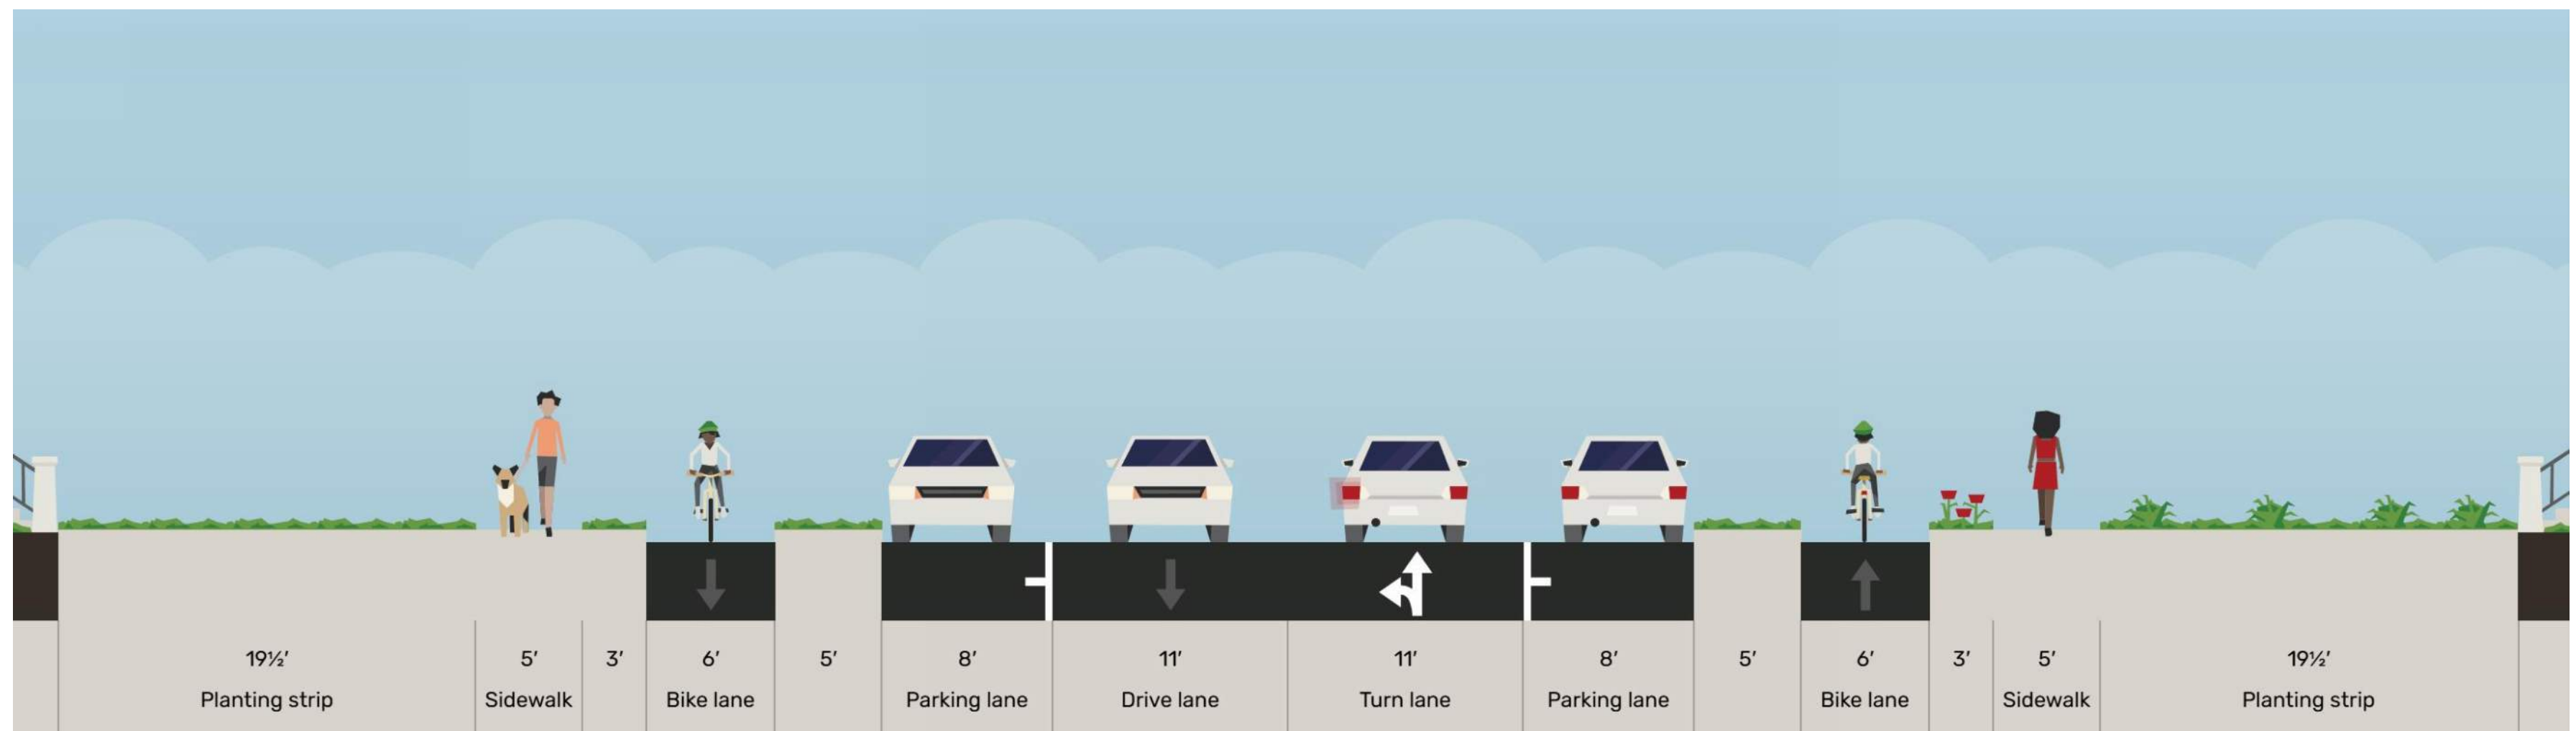 19½′ 5′ 3′ 6′ 5′ 8′ 11′ 11′ 8′ 5′ 6′ 3′ 5′ 19½′
Planting strip Sidewalk Bike lane Parking lane Drive lane Turn lane Parking lane Bike lane Sidewalk Planting strip